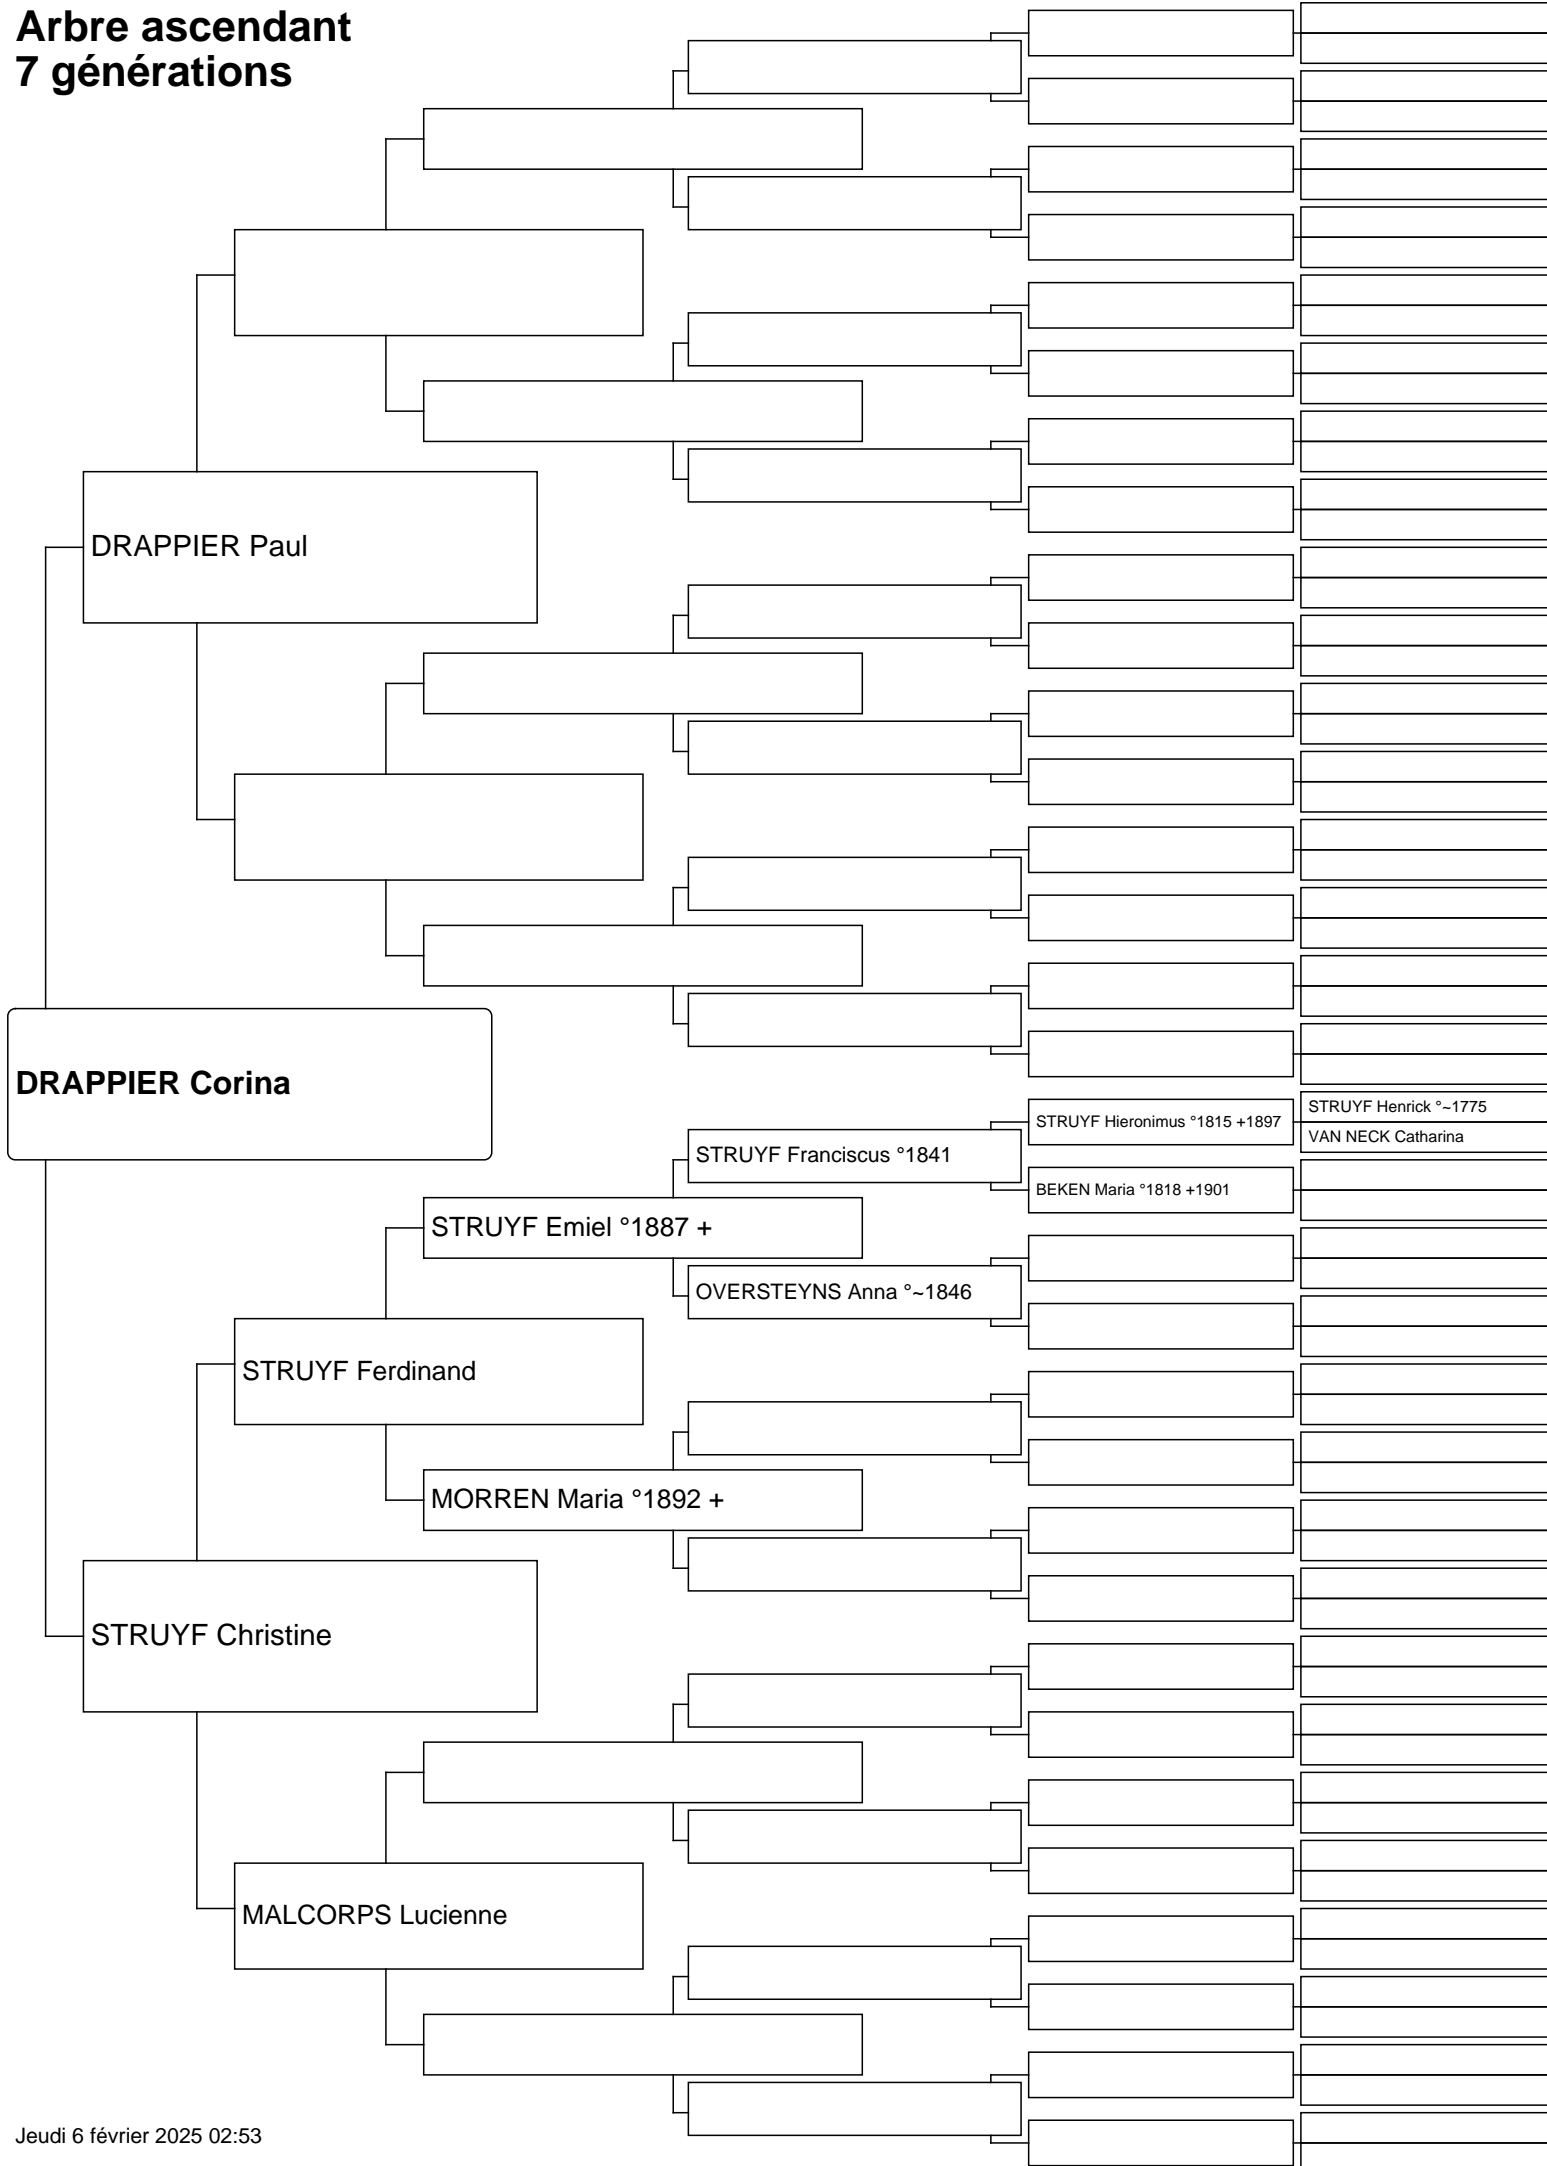 Arbre ascendant
7 générations
DRAPPIER Paul
DRAPPIER Corina
STRUYF Henrick °~1775
STRUYF Hieronimus °1815 +1897
VAN NECK Catharina
STRUYF Franciscus °1841
BEKEN Maria °1818 +1901
STRUYF Emiel °1887 +
OVERSTEYNS Anna °~1846
STRUYF Ferdinand
MORREN Maria °1892 +
STRUYF Christine
MALCORPS Lucienne
Jeudi 6 février 2025 02:53